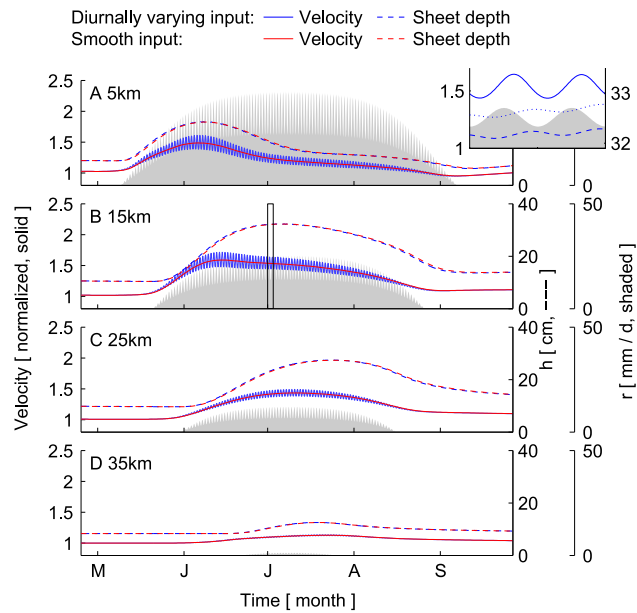 Diurnally varying input: Velocity Sheet depth
Smooth input: Velocity Sheet depth
2.5 A 5km
2
1.5
1
1.5 33
1 32
0 0
2.5 B 15km 40 50
2
1.5 20
1 0 0
2.5 C 25km 40 50
2
1.5 20
1 0 0
2.5 D 35km 40 50
2
1.5 20
1 0 0
M J J A S
Time [ month ]
Velocity [ normalized, solid ]
h [ cm, --- ]
r [ mm / d, shaded ]